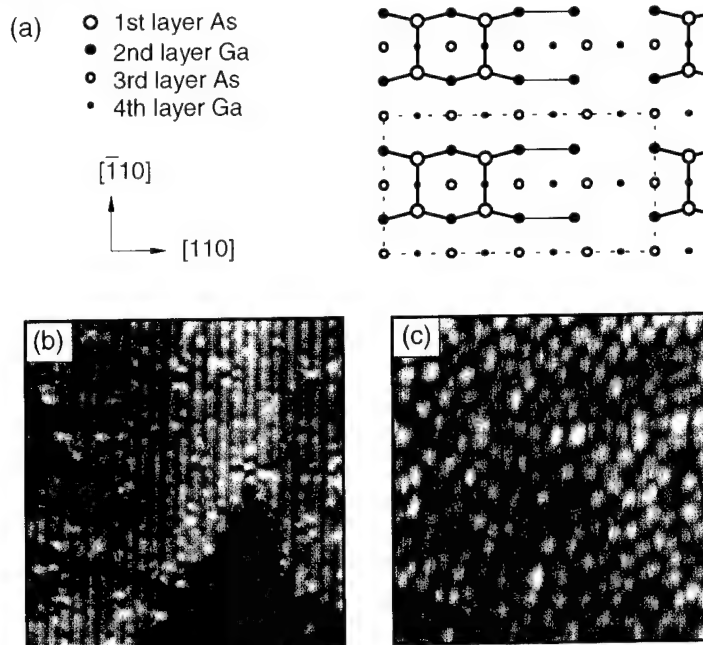 (a)
1st layer As
2nd layer Ga
3rd layer As
4th layer Ga
[1̄10]
[110]
(b)
(c)